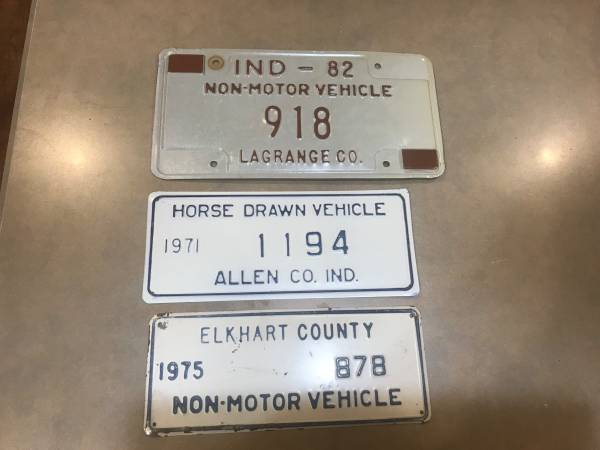 IND - 82
NON-MOTOR VEHICLE
918
LAGRANGE CO.
HORSE DRAWN VEHICLE
1971 1194
ALLEN CO. IND.
ELKHART COUNTY
1975 878
NON-MOTOR VEHICLE